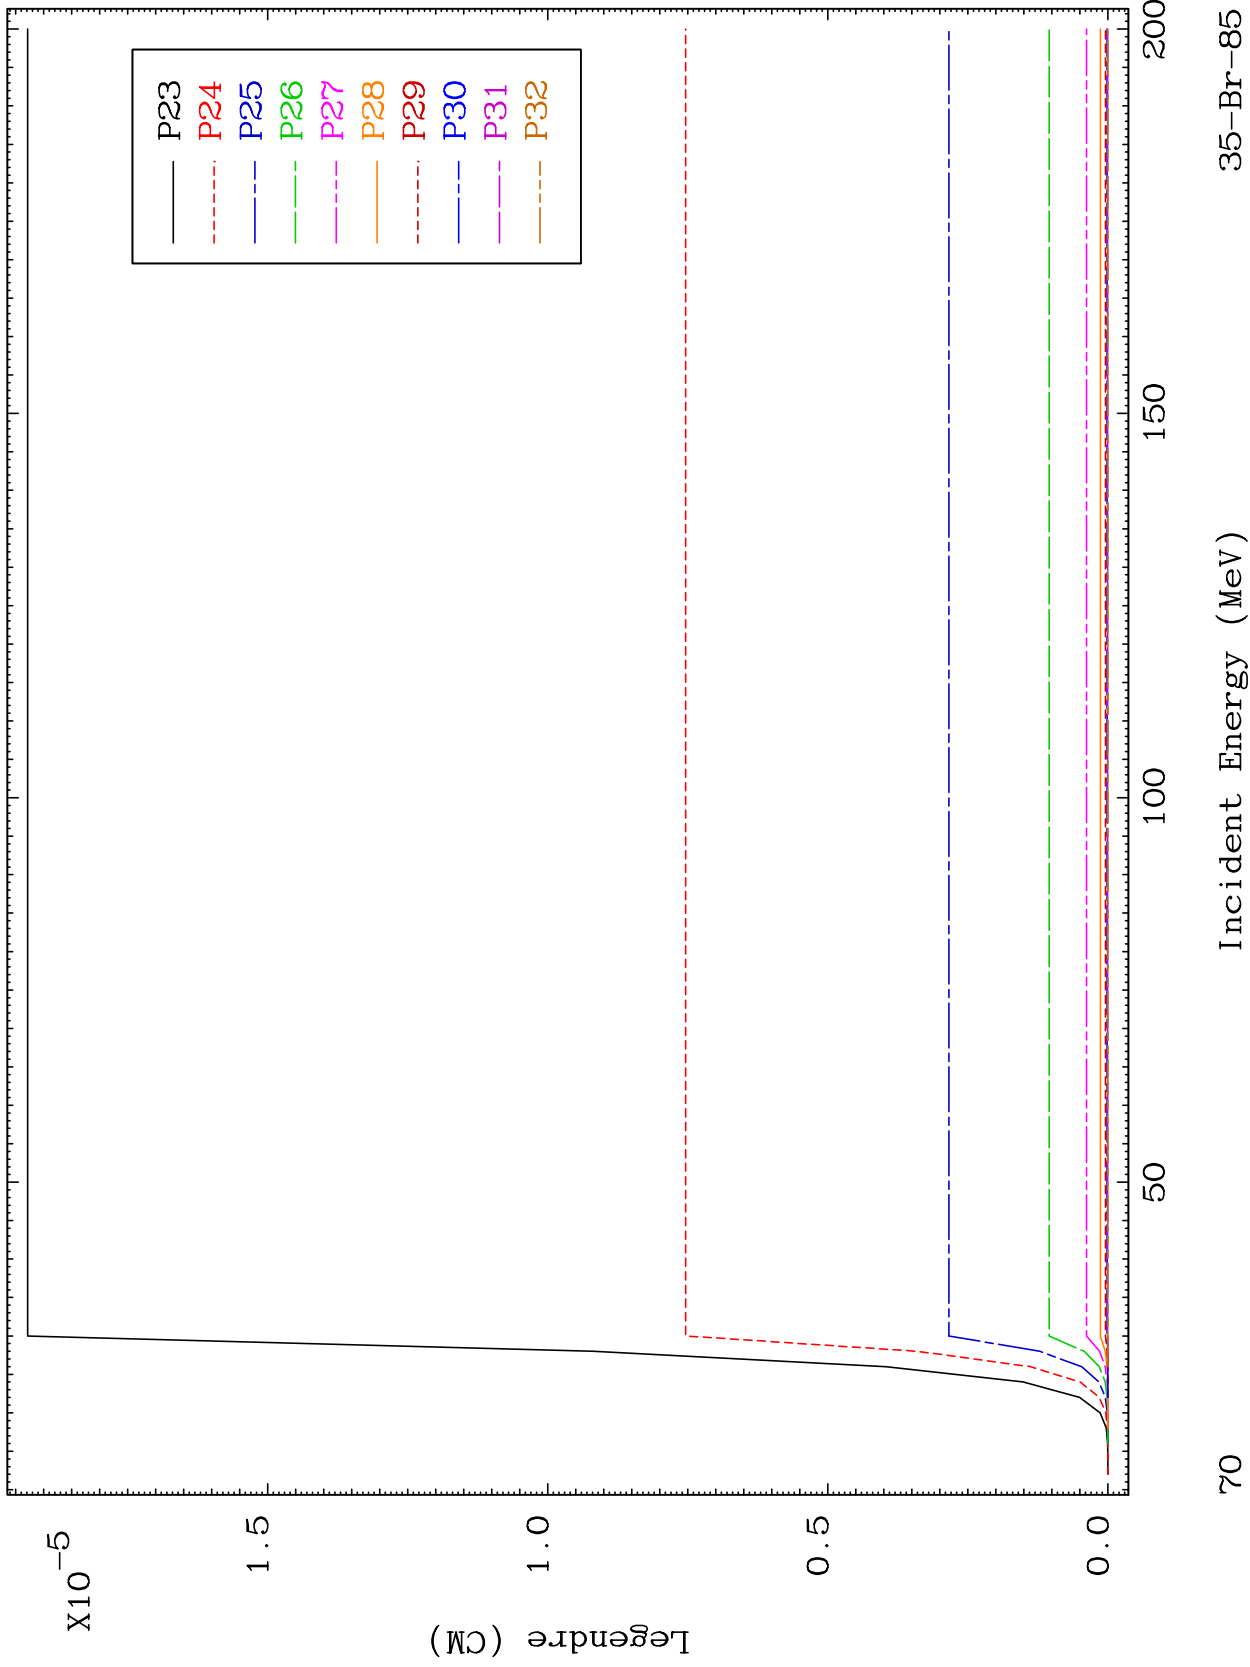 X10-5
1.5
1.0
0.5
0.0
Legendre (CM)
P23
P24
P25
P26
P27
P28
P29
P30
P31
P32
50
100
150
200
Incident Energy (MeV)
70
35-Br-85